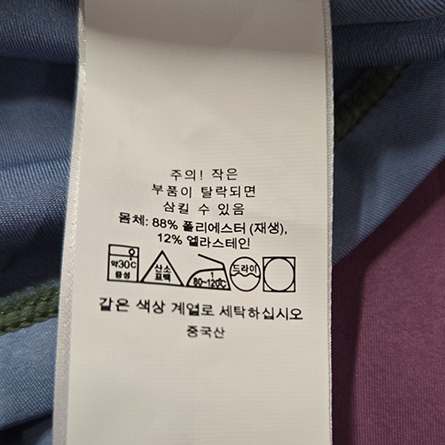 주의! 작은
부품이 탈락되면
삼킬 수 있음
몸체: 88% 폴리에스터 (재생),
12% 엘라스테인
약30℃ 중성 산소 표백 1 80~120℃ 드라이
같은 색상 계열로 세탁하십시오
중국산